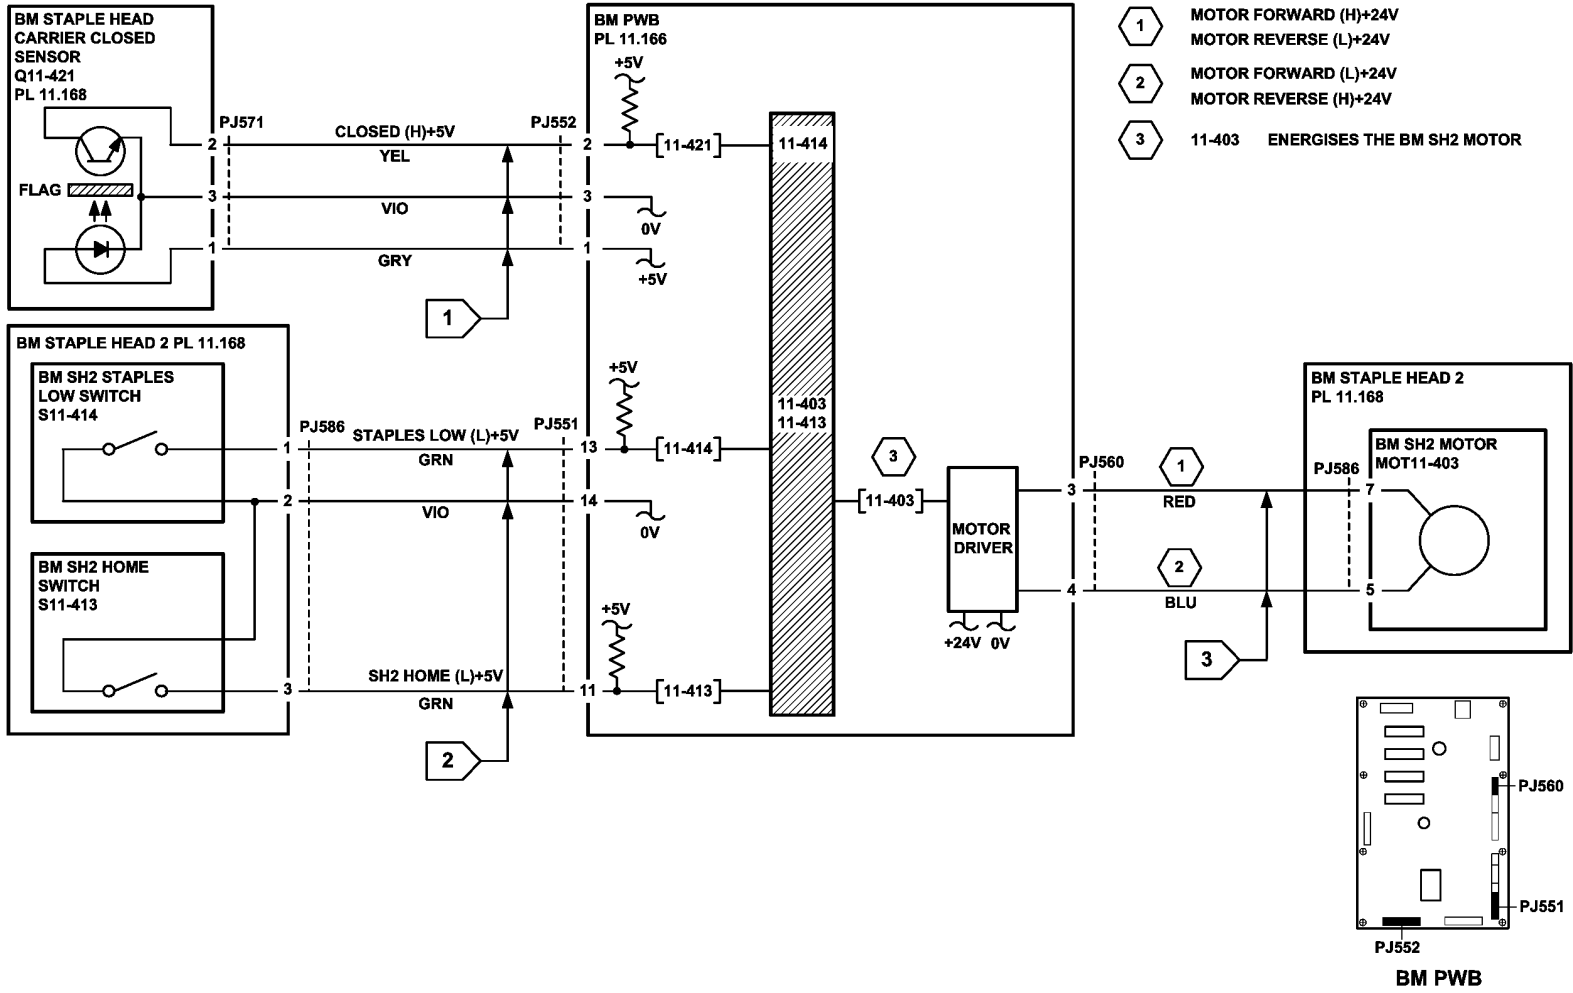 BM STAPLE HEAD
CARRIER CLOSED
SENSOR
Q11-421
PL 11.168
FLAG
2
3
1
PJ571
CLOSED (H)+5V
YEL
VIO
GRY
PJ552
2
3
1
1
BM PWB
PL 11.166
+5V
[11-421]
0V
+5V
11-414
1
MOTOR FORWARD (H)+24V
MOTOR REVERSE (L)+24V
2
MOTOR FORWARD (L)+24V
MOTOR REVERSE (H)+24V
3
11-403 ENERGISES THE BM SH2 MOTOR
BM STAPLE HEAD 2 PL 11.168
BM SH2 STAPLES
LOW SWITCH
S11-414
1
2
PJ586
STAPLES LOW (L)+5V
GRN
VIO
PJ551
13
14
+5V
[11-414]
0V
11-403
11-413
BM SH2 HOME
SWITCH
S11-413
3
SH2 HOME (L)+5V
GRN
11
+5V
[11-413]
2
3
[11-403]
MOTOR
DRIVER
+24V 0V
3
4
PJ560
1
RED
2
BLU
3
PJ586
BM STAPLE HEAD 2
PL 11.168
BM SH2 MOTOR
MOT11-403
7
5
PJ560
PJ551
PJ552
BM PWB